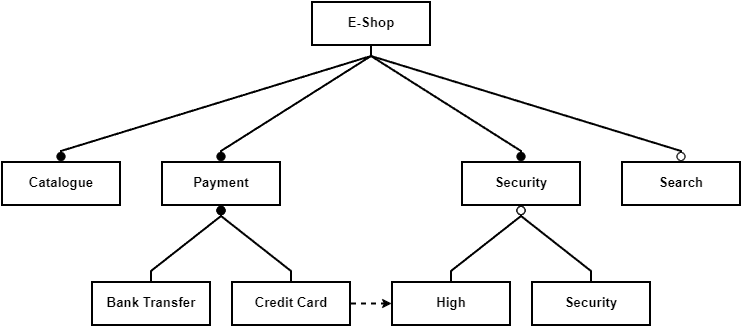 E-Shop
Catalogue
Payment
Security
Search
Bank Transfer
Credit Card
High
Security